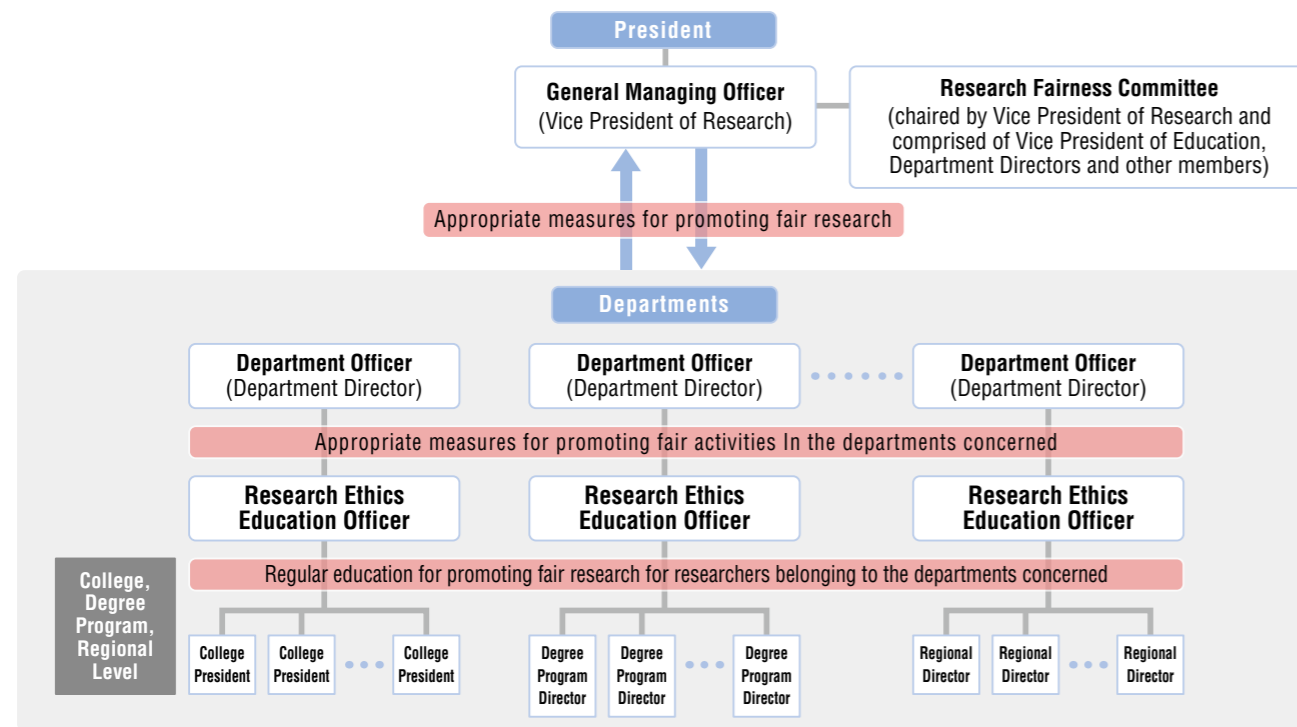 President
General Managing Officer
(Vice President of Research)
Research Fairness Committee
(chaired by Vice President of Research and
comprised of Vice President of Education,
Department Directors and other members)
Appropriate measures for promoting fair research
Departments
Department Officer
(Department Director)
Department Officer
(Department Director)
Department Officer
(Department Director)
Appropriate measures for promoting fair activities In the departments concerned
Research Ethics
Education Officer
Research Ethics
Education Officer
Research Ethics
Education Officer
Regular education for promoting fair research for researchers belonging to the departments concerned
College,
Degree
Program,
Regional
Level
College
President
College
President
College
President
Degree
Program
Director
Degree
Program
Director
Degree
Program
Director
Regional
Director
Regional
Director
Regional
Director